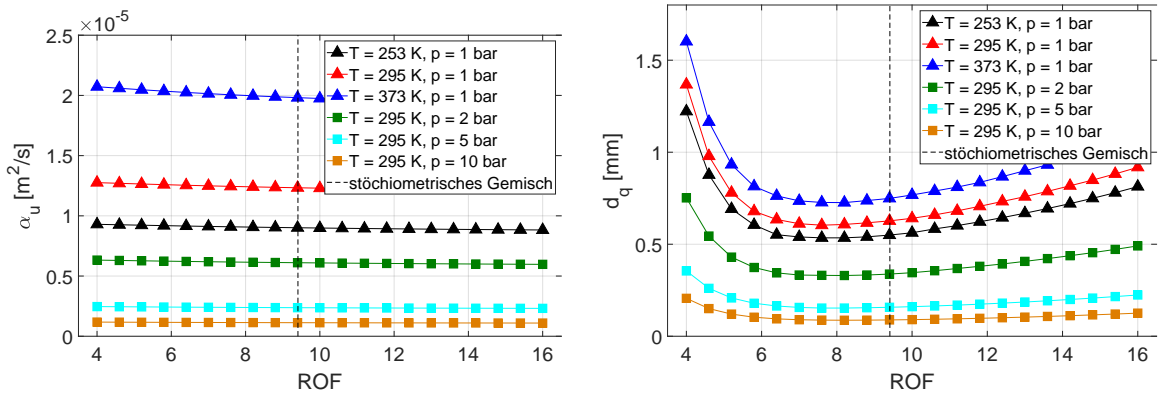 ×10⁻⁵
2.5
2
1.5
1
0.5
0
α_u [m²/s]
T = 253 K, p = 1 bar
T = 295 K, p = 1 bar
T = 373 K, p = 1 bar
T = 295 K, p = 2 bar
T = 295 K, p = 5 bar
T = 295 K, p = 10 bar
stöchiometrisches Gemisch
4 6 8 10 12 14 16
ROF
1.5
1
0.5
0
d_q [mm]
T = 253 K, p = 1 bar
T = 295 K, p = 1 bar
T = 373 K, p = 1 bar
T = 295 K, p = 2 bar
T = 295 K, p = 5 bar
T = 295 K, p = 10 bar
stöchiometrisches Gemisch
4 6 8 10 12 14 16
ROF